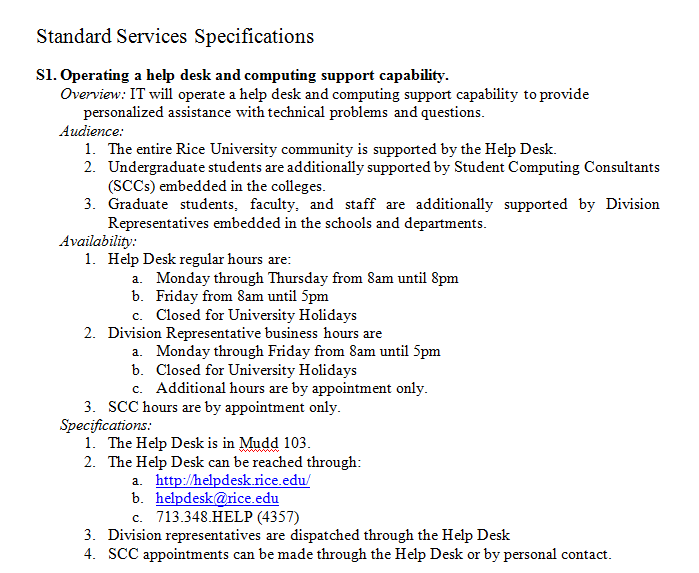 Standard Services Specifications
S1. Operating a help desk and computing support capability.
Overview: IT will operate a help desk and computing support capability to provide
personalized assistance with technical problems and questions.
Audience:
1. The entire Rice University community is supported by the Help Desk.
2. Undergraduate students are additionally supported by Student Computing Consultants
(SCCs) embedded in the colleges.
3. Graduate students, faculty, and staff are additionally supported by Division
Representatives embedded in the schools and departments.
Availability:
1. Help Desk regular hours are:
a. Monday through Thursday from 8am until 8pm
b. Friday from 8am until 5pm
c. Closed for University Holidays
2. Division Representative business hours are
a. Monday through Friday from 8am until 5pm
b. Closed for University Holidays
c. Additional hours are by appointment only.
3. SCC hours are by appointment only.
Specifications:
1. The Help Desk is in Mudd 103.
2. The Help Desk can be reached through:
a. http://helpdesk.rice.edu/
b. helpdesk@rice.edu
c. 713.348.HELP (4357)
3. Division representatives are dispatched through the Help Desk
4. SCC appointments can be made through the Help Desk or by personal contact.